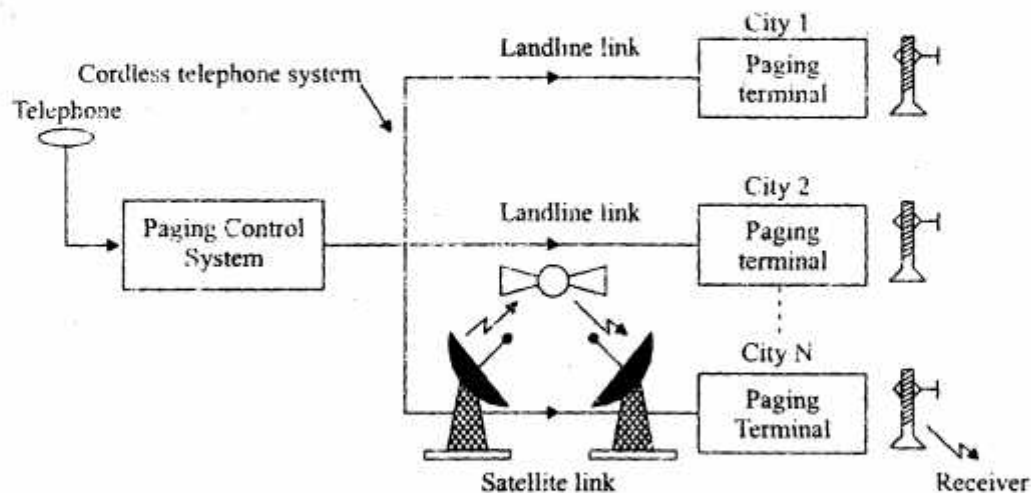 City 1
Landline link
Paging
terminal
Cordless telephone system
Telephone
City 2
Landline link
Paging
terminal
Paging Control
System
City N
Paging
Terminal
Satellite link
Receiver